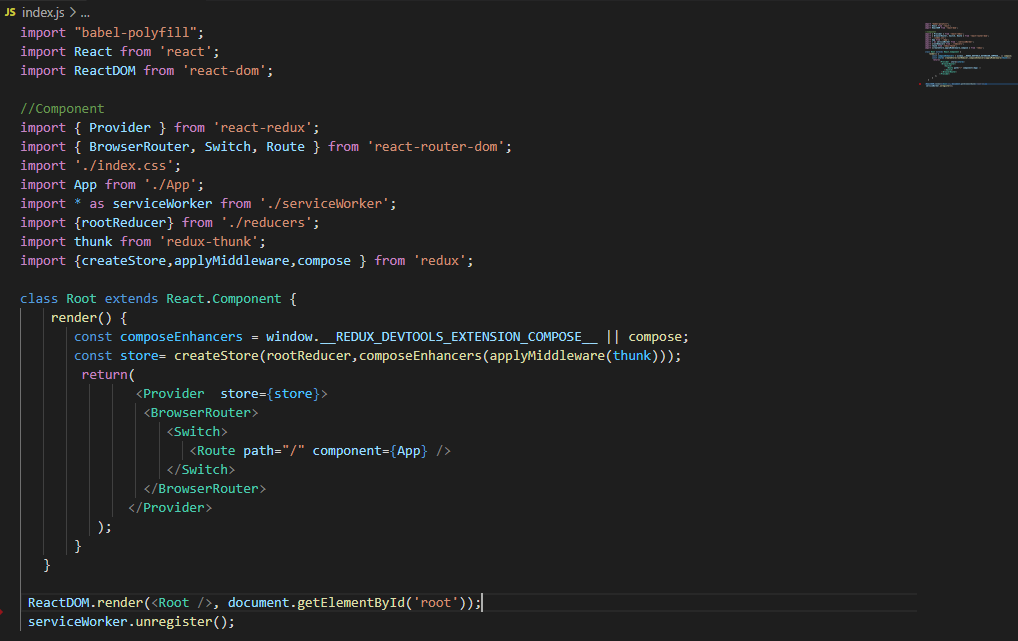 JS index.js > ...
import "babel-polyfill";
import React from 'react';
import ReactDOM from 'react-dom';

//Component
import { Provider } from 'react-redux';
import { BrowserRouter, Switch, Route } from 'react-router-dom';
import './index.css';
import App from './App';
import * as serviceWorker from './serviceWorker';
import {rootReducer} from './reducers';
import thunk from 'redux-thunk';
import {createStore,applyMiddleware,compose } from 'redux';

class Root extends React.Component {
    render() {
       const composeEnhancers = window.__REDUX_DEVTOOLS_EXTENSION_COMPOSE__ || compose;
       const store= createStore(rootReducer,composeEnhancers(applyMiddleware(thunk)));
        return(
               <Provider  store={store}>
                <BrowserRouter>
                   <Switch>
                      <Route path="/" component={App} />
                   </Switch>
                </BrowserRouter>
              </Provider>
          );
       }
   }

 ReactDOM.render(<Root />, document.getElementById('root'));
 serviceWorker.unregister();